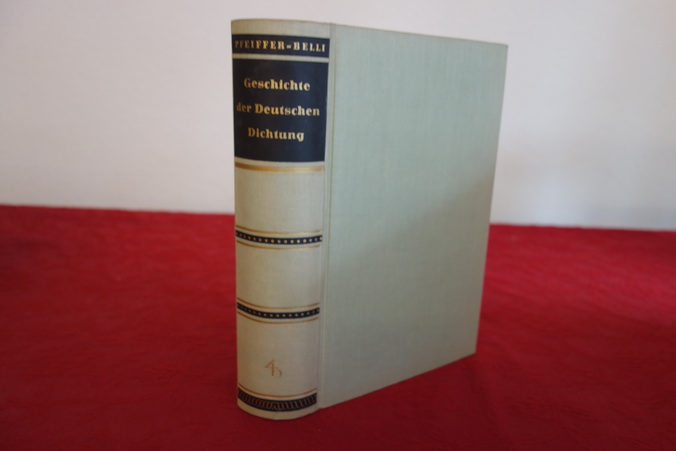 PFEIFFER=BELLI
Geschichte
der Deutschen
Dichtung